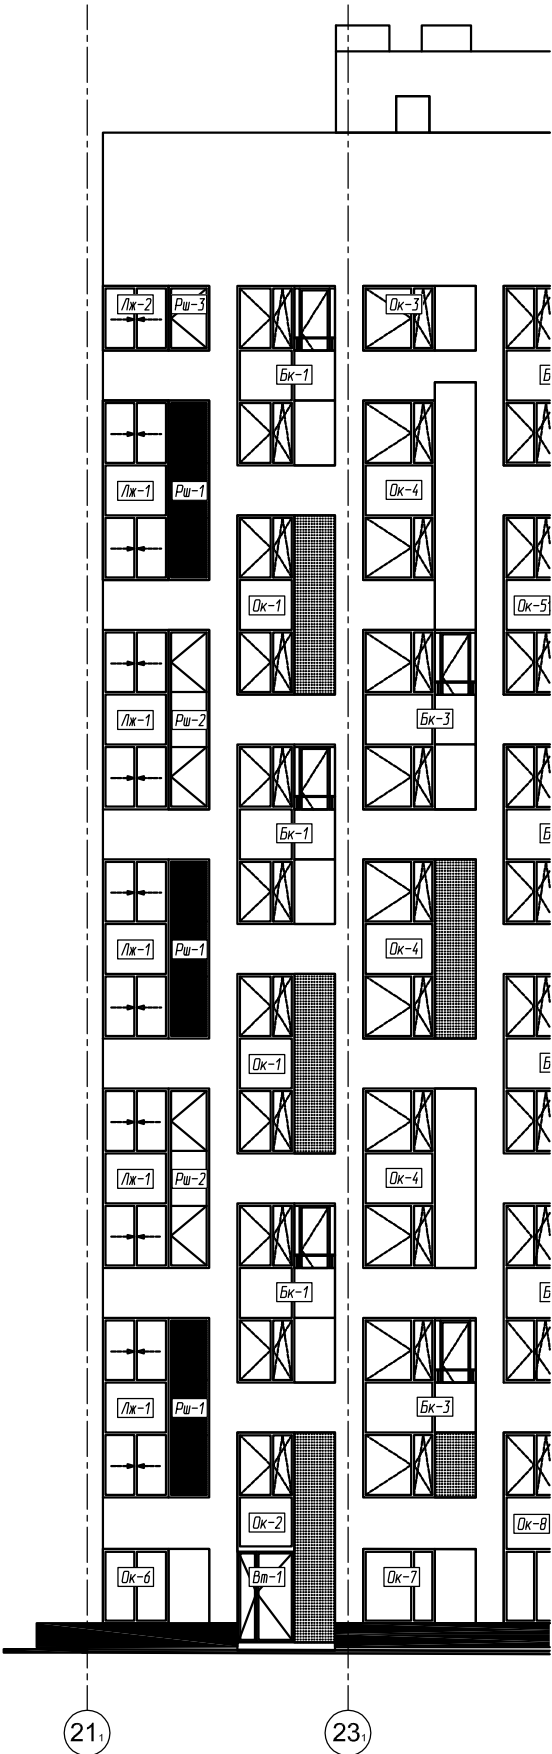 Лж-2 Рш-3 Ок-3
Бк-1 Б
Лж-1 Рш-1 Ок-4
Ок-1 Ок-5
Лж-1 Рш-2 Бк-3
Бк-1 Б
Лж-1 Рш-1 Ок-4
Ок-1 Б
Лж-1 Рш-2 Ок-4
Бк-1 Б
Лж-1 Рш-1 Бк-3
Ок-2 Ок-8
Ок-6 Вт-1 Ок-7
21₁ 23₁